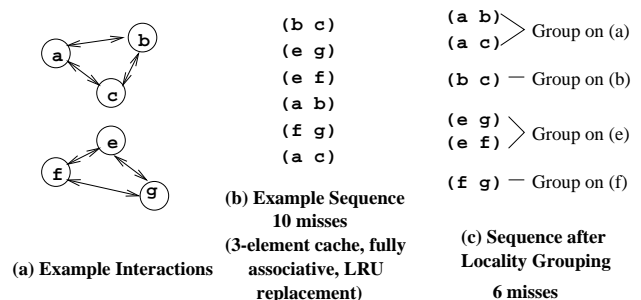 a
b
c
e
f
g
(a) Example Interactions
(b c)
(e g)
(e f)
(a b)
(f g)
(a c)
(b) Example Sequence
10 misses
(3-element cache, fully
associative, LRU
replacement)
(a b)
(a c)
Group on (a)
(b c)
Group on (b)
(e g)
(e f)
Group on (e)
(f g)
Group on (f)
(c) Sequence after
Locality Grouping
6 misses